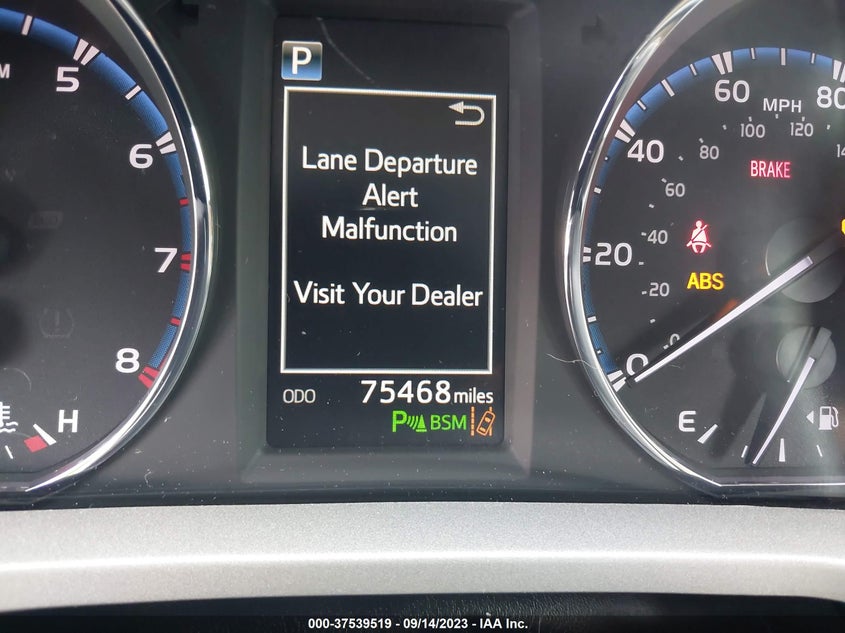 P
Lane Departure
Alert
Malfunction
Visit Your Dealer
ODO 75468 miles
P BSM
5
6
7
8
H
0
20
40
60
80
MPH
20
40
60
80
100
120
BRAKE
ABS
E
000-37539519 - 09/14/2023 - IAA Inc.